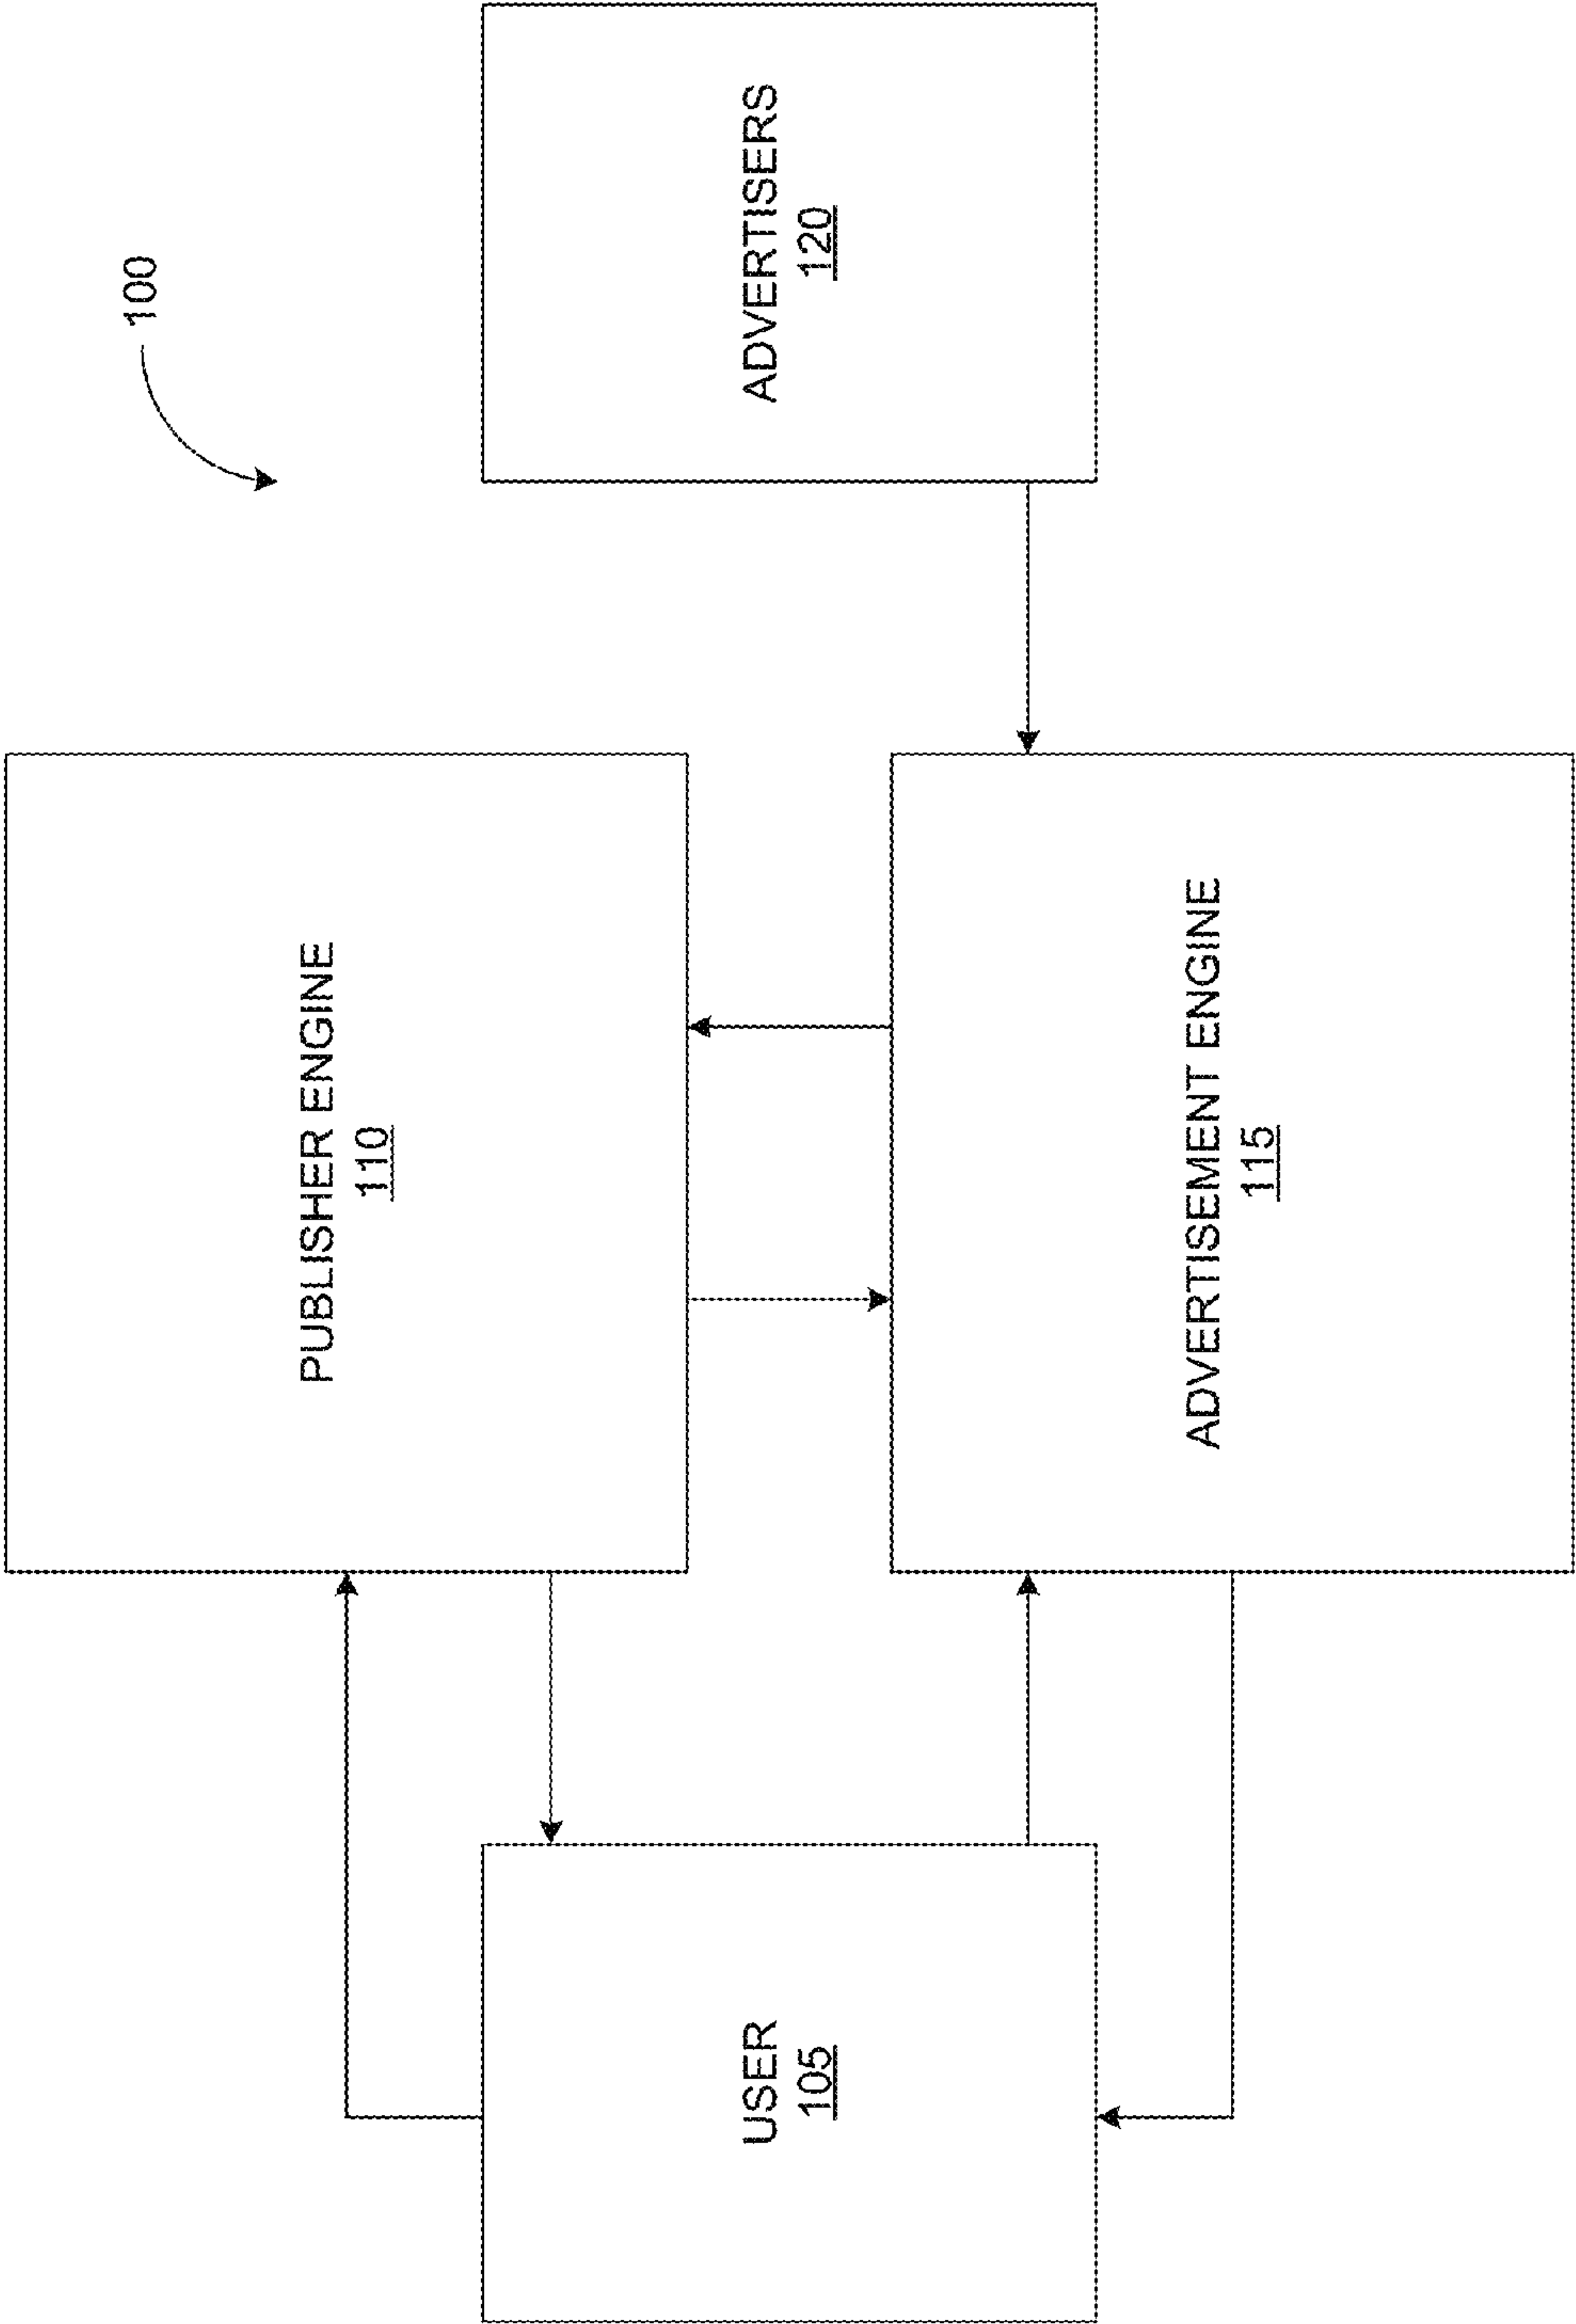 100
PUBLISHER ENGINE
110
USER
105
ADVERTISERS
120
ADVERTISEMENT ENGINE
115